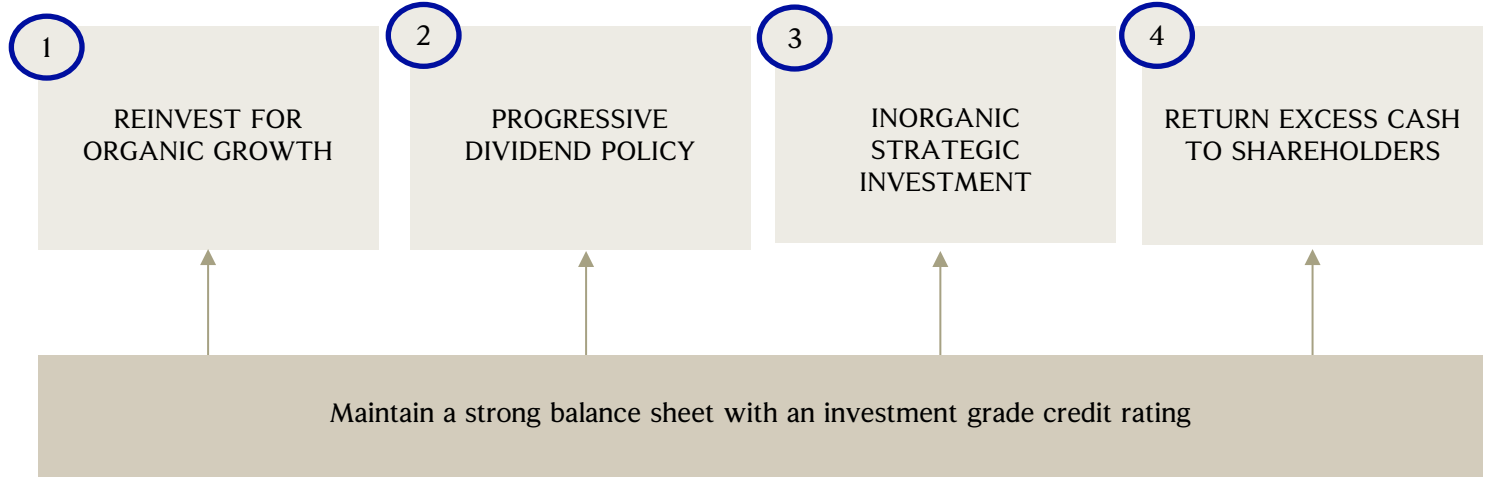 1
REINVEST FOR
ORGANIC GROWTH
2
PROGRESSIVE
DIVIDEND POLICY
3
INORGANIC
STRATEGIC
INVESTMENT
4
RETURN EXCESS CASH
TO SHAREHOLDERS
Maintain a strong balance sheet with an investment grade credit rating